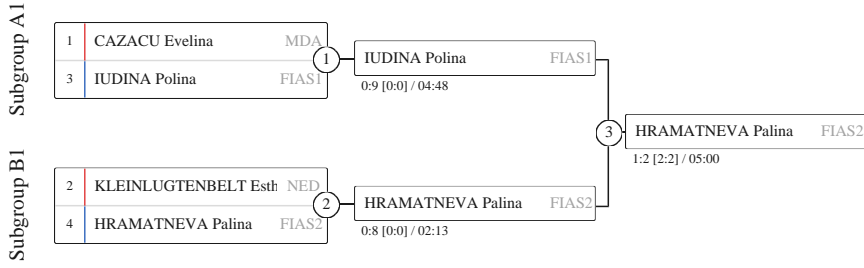 Subgroup A1
1 CAZACU Evelina MDA
3 IUDINA Polina FIAS1
1
IUDINA Polina FIAS1
0:9 [0:0] / 04:48
Subgroup B1
2 KLEINLUGTENBELT Esth NED
4 HRAMATNEVA Palina FIAS2
2
HRAMATNEVA Palina FIAS2
0:8 [0:0] / 02:13
3
HRAMATNEVA Palina FIAS2
1:2 [2:2] / 05:00